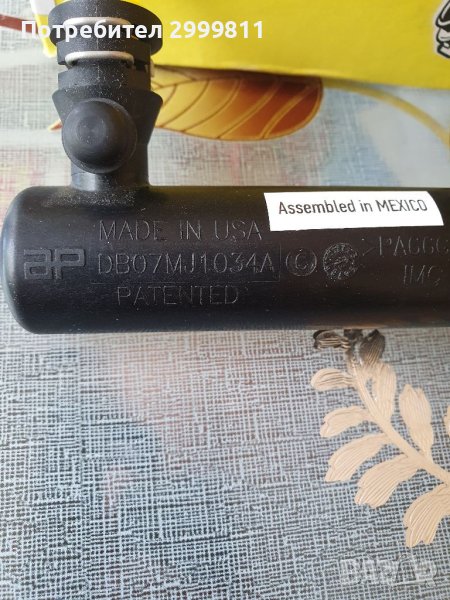 Потребител 2999811
Assembled in MEXICO
MADE IN USA
ap DB07MJ1034A ©
PATENTED